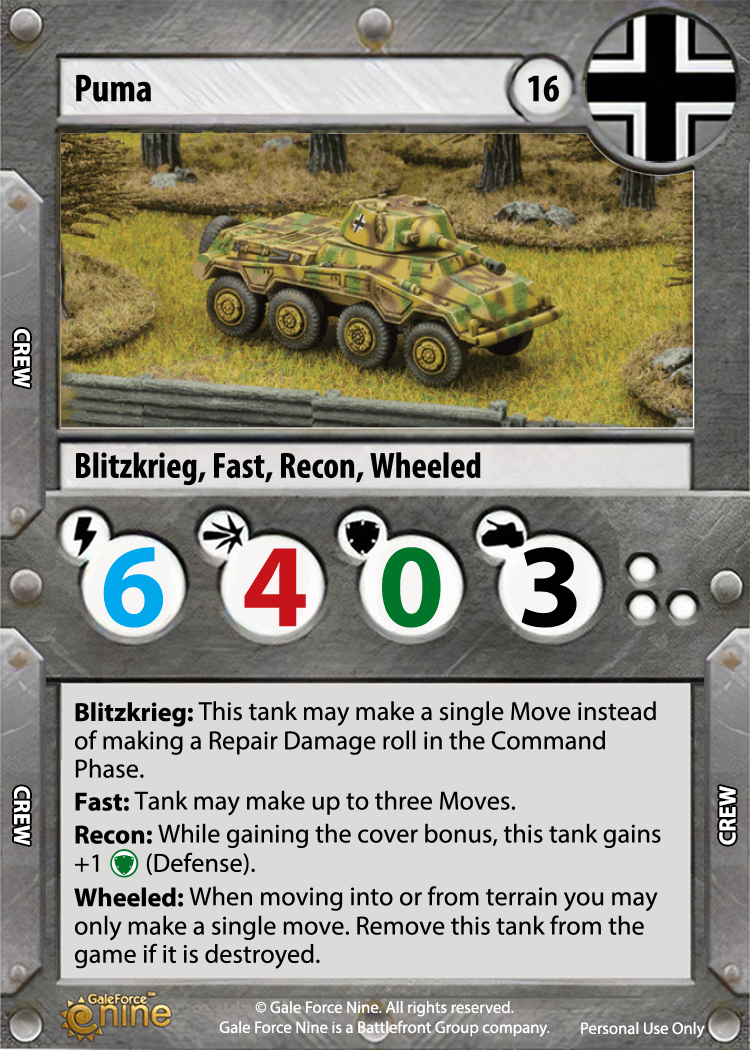 Puma
16
CREW
Blitzkrieg, Fast, Recon, Wheeled
6 4 0 3
Blitzkrieg: This tank may make a single Move instead
of making a Repair Damage roll in the Command
Phase.
Fast: Tank may make up to three Moves.
Recon: While gaining the cover bonus, this tank gains
+1 (Defense).
Wheeled: When moving into or from terrain you may
only make a single move. Remove this tank from the
game if it is destroyed.
CREW
CREW
GaleForce™
nine
© Gale Force Nine. All rights reserved.
Gale Force Nine is a Battlefront Group company.
Personal Use Only